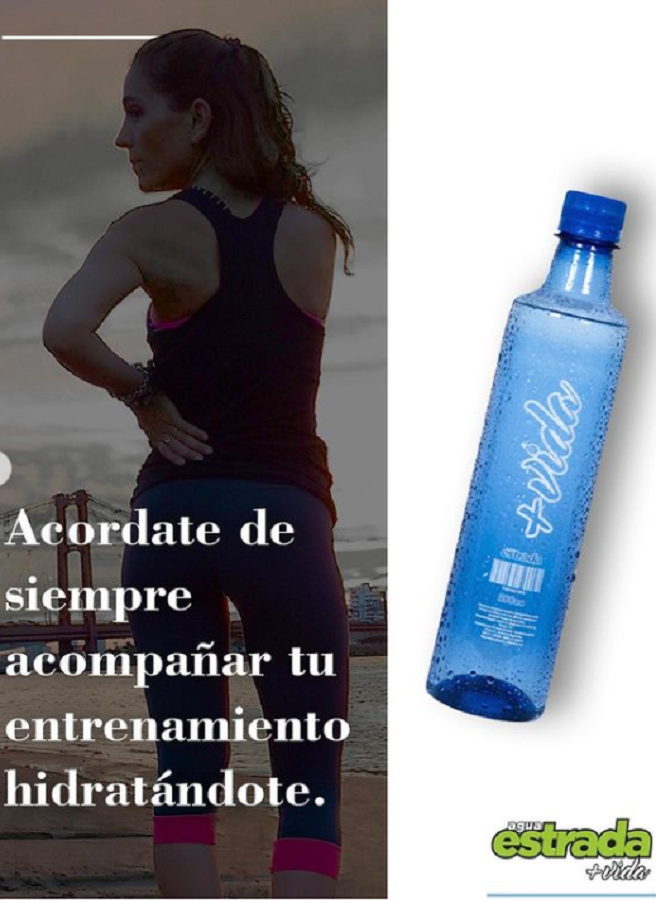 Acordate de
siempre
acompañar tu
entrenamiento
hidratándote.
+Vida
estrada
agua
estrada
+Vida